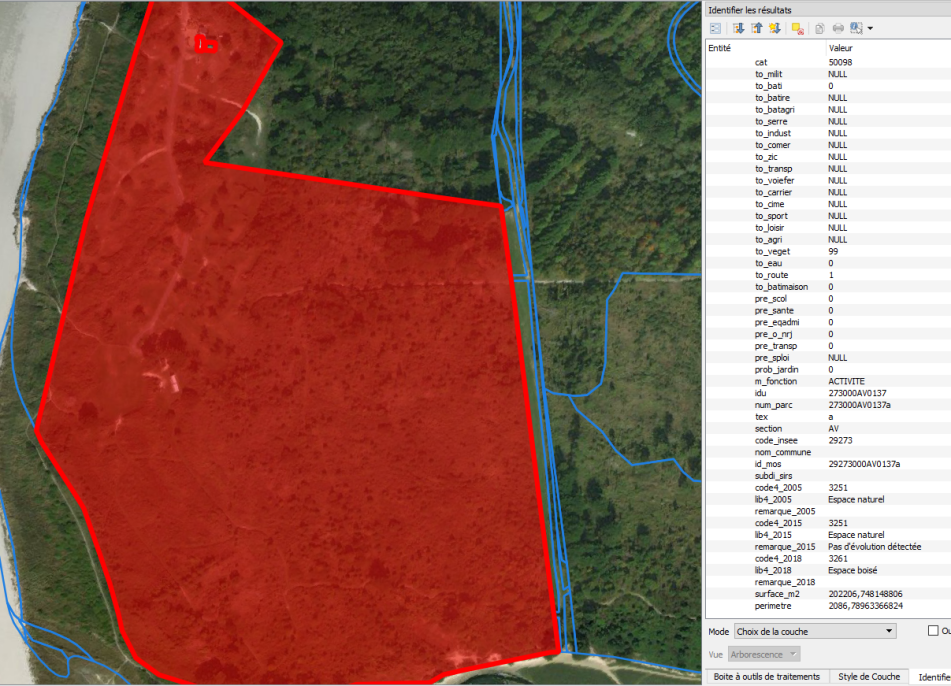 Identifier les résultats
Entité Valeur
cat 50098
to_milit NULL
to_bati 0
to_batire NULL
to_batagri NULL
to_serre NULL
to_indust NULL
to_comer NULL
to_zic NULL
to_transp NULL
to_voiefer NULL
to_carrier NULL
to_cime NULL
to_sport NULL
to_loisir NULL
to_agri NULL
to_veget 99
to_eau 0
to_route 1
to_batimaison 0
pre_scol 0
pre_sante 0
pre_eqadmi 0
pre_o_nrj 0
pre_transp 0
pre_sploi NULL
prob_jardin 0
m_fonction ACTIVITE
idu 273000AV0137
num_parc 273000AV0137a
tex a
section AV
code_insee 29273
nom_commune
id_mos 29273000AV0137a
subdi_sirs
code4_2005 3251
lib4_2005 Espace naturel
remarque_2005
code4_2015 3251
lib4_2015 Espace naturel
remarque_2015 Pas d'évolution détectée
code4_2018 3261
lib4_2018 Espace boisé
remarque_2018
surface_m2 202206,748148806
perimetre 2086,78963366824
Mode Choix de la couche Ou
Vue Arborescence
Boite à outils de traitements Style de Couche Identifie